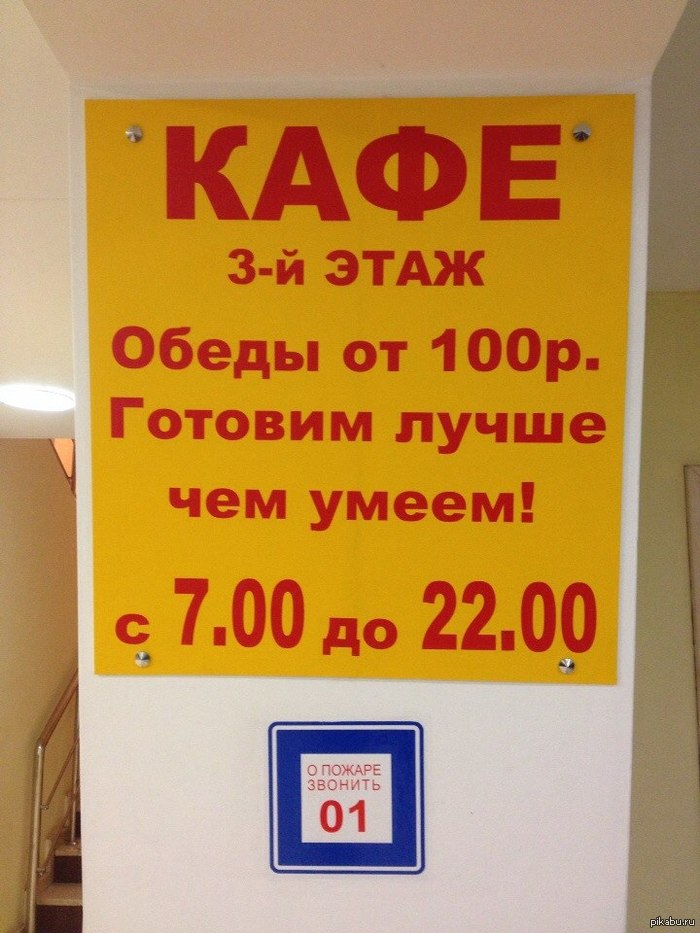 КАФЕ
3-й ЭТАЖ
Обеды от 100р.
Готовим лучше
чем умеем!
с 7.00 до 22.00
О ПОЖАРЕ
ЗВОНИТЬ
01
pikabu.ru